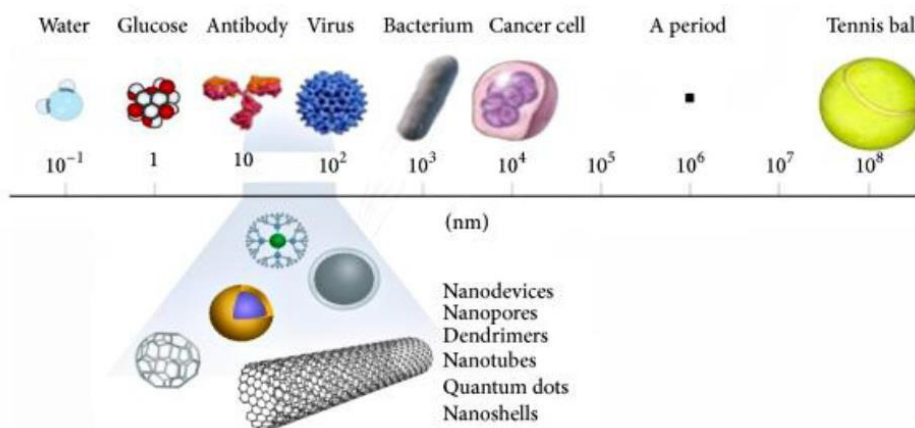 Water Glucose Antibody Virus Bacterium Cancer cell A period Tennis bal
10⁻¹ 1 10 10² 10³ 10⁴ 10⁵ 10⁶ 10⁷ 10⁸
(nm)
Nanodevices
Nanopores
Dendrimers
Nanotubes
Quantum dots
Nanoshells